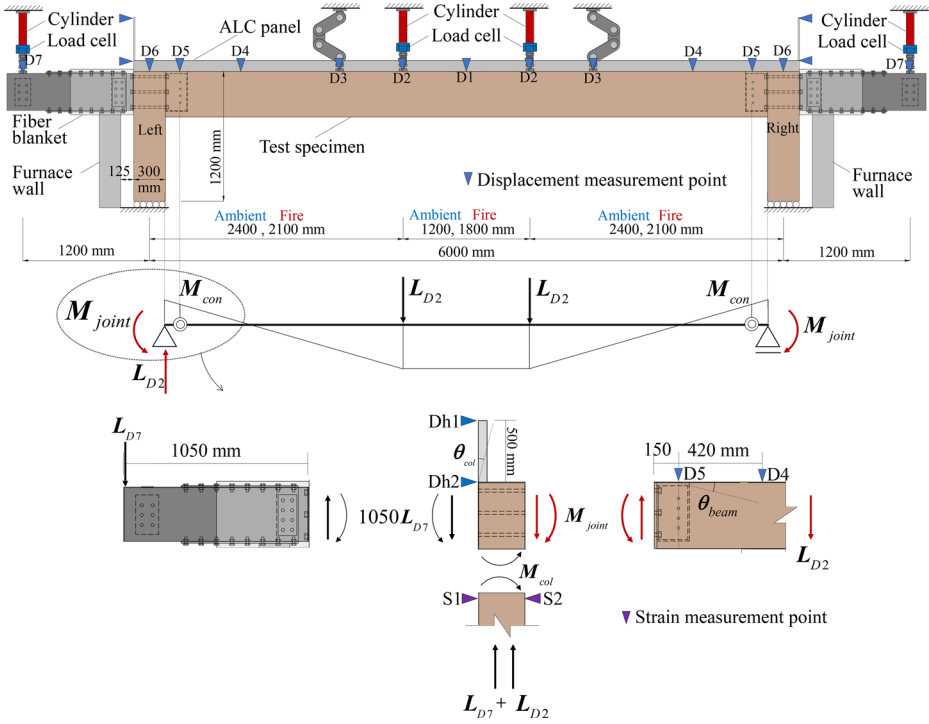 Cylinder
Load cell
ALC panel
Cylinder
Cylinder
Load cell
D7
D6
D5
D4
D3
D2
D1
D2
D3
D4
D5
D6
D7
Load cell
Fiber
blanket
Left
Right
Test specimen
Furnace
wall
125
300
mm
1200 mm
Displacement measurement point
Furnace
wall
Ambient Fire
2400 , 2100 mm
Ambient Fire
1200, 1800 mm
Ambient Fire
2400, 2100 mm
1200 mm
6000 mm
1200 mm
M con
L D2
L D2
M con
M joint
M joint
L D2
L D7
1050 mm
Dh1
θ col
500 mm
Dh2
150
420 mm
D5
D4
θ beam
1050L D7
M joint
L D2
M col
S1
S2
Strain measurement point
L D7 + L D2